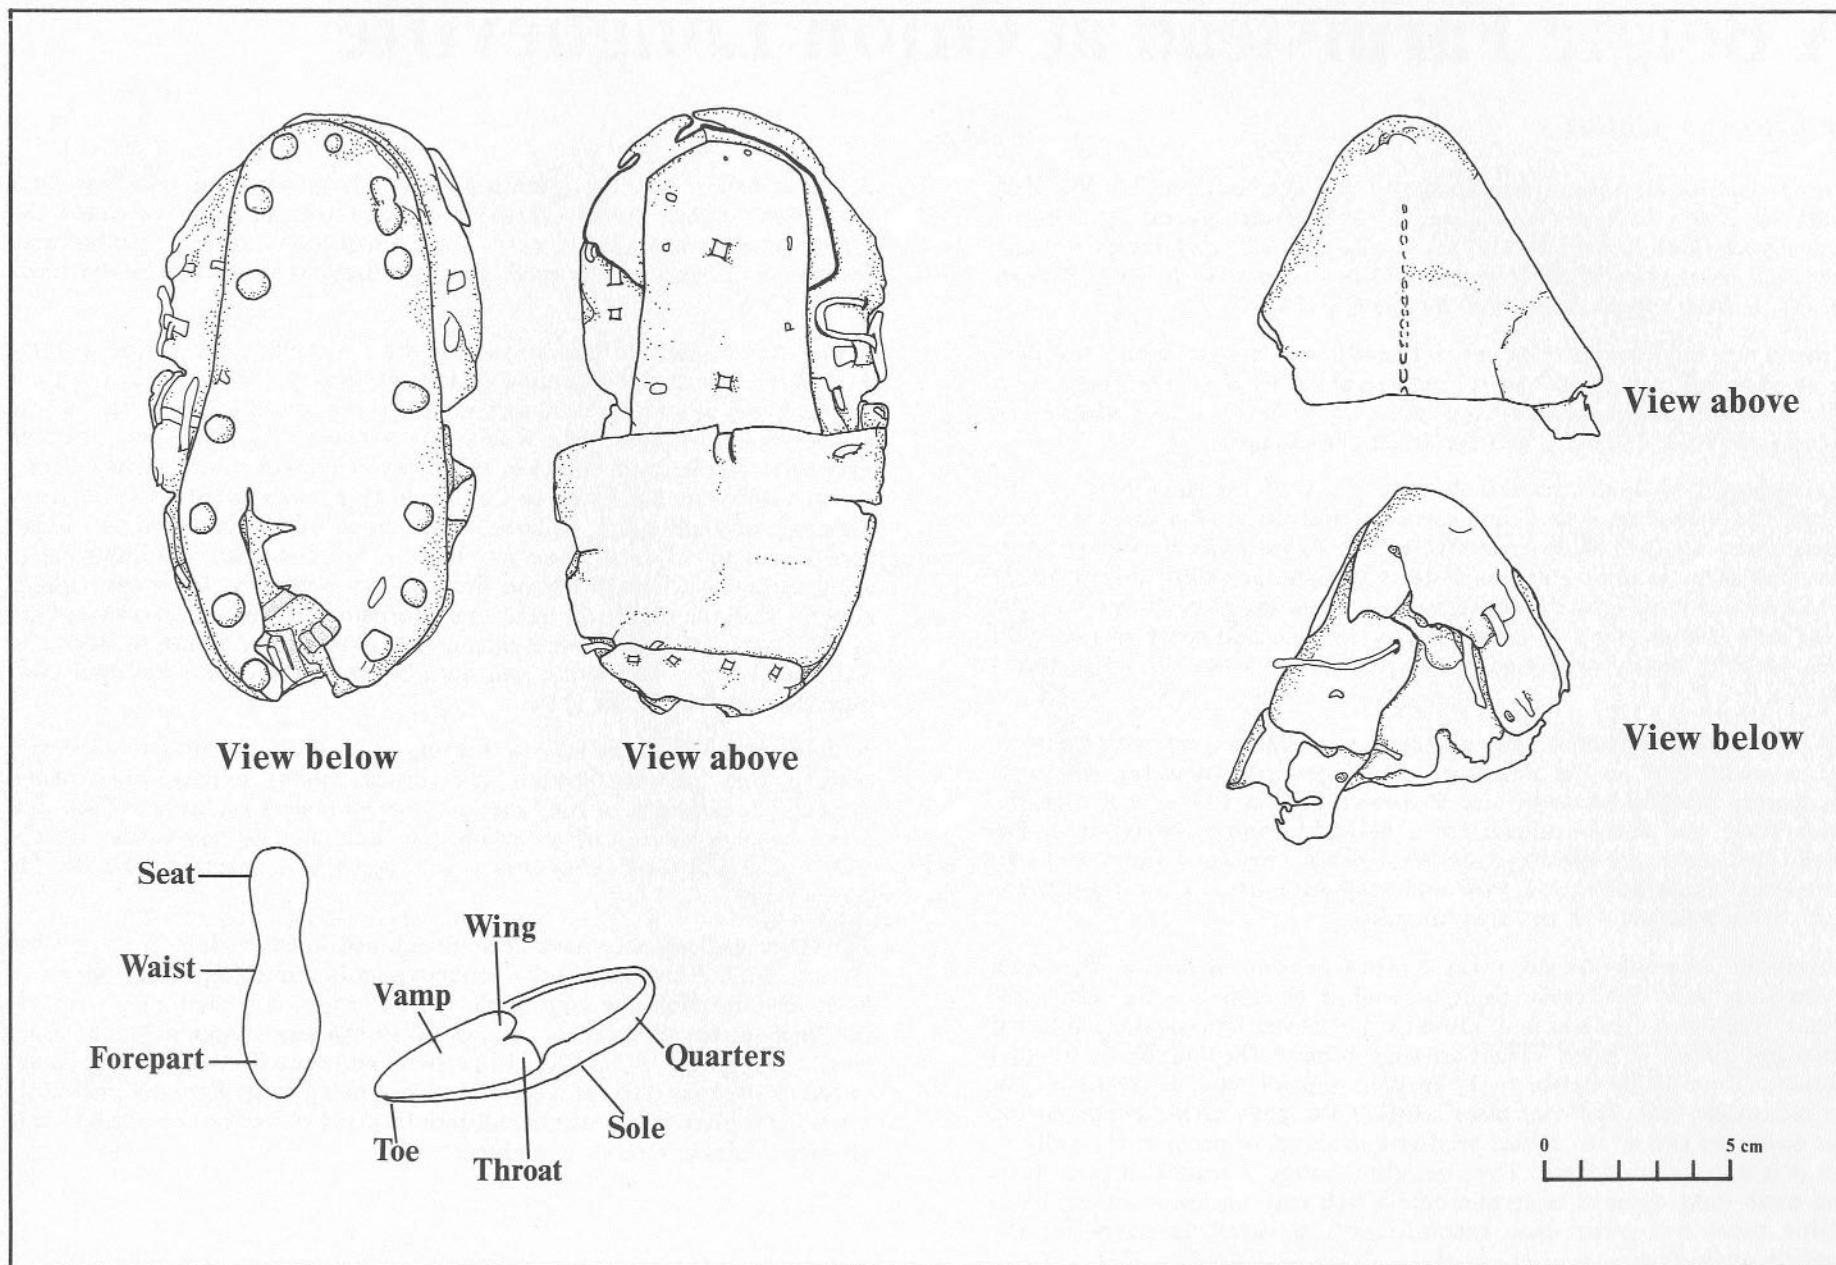 View above
View below
View below
View above
Seat
Wing
Waist
Vamp
Forepart
Quarters
Sole
Toe
Throat
0 5 cm